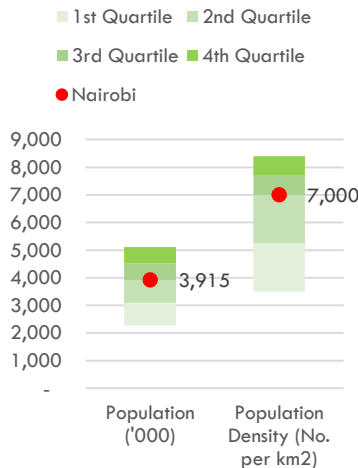 1st Quartile 2nd Quartile
3rd Quartile 4th Quartile
Nairobi
9,000
8,000
7,000
6,000
5,000
4,000
3,000
2,000
1,000
-
7,000
3,915
Population
('000)
Population
Density (No.
per km2)